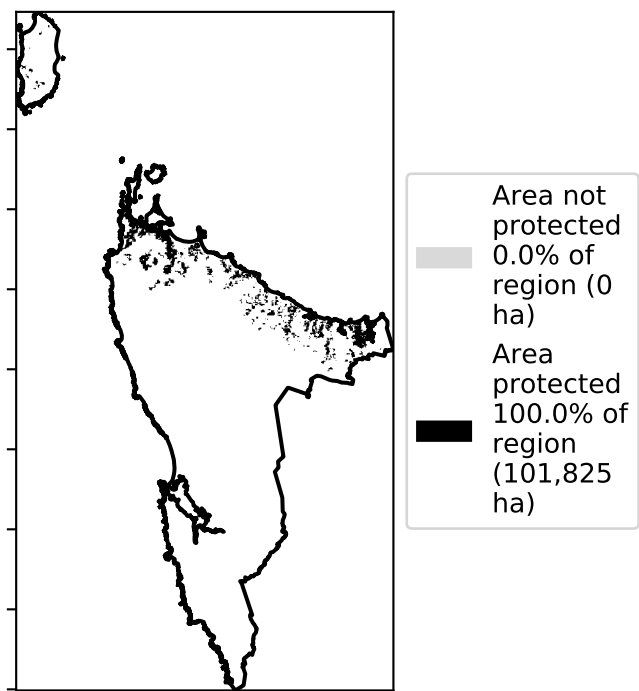 Area not
protected
0.0% of
region (0
ha)
Area
protected
100.0% of
region
(101,825
ha)